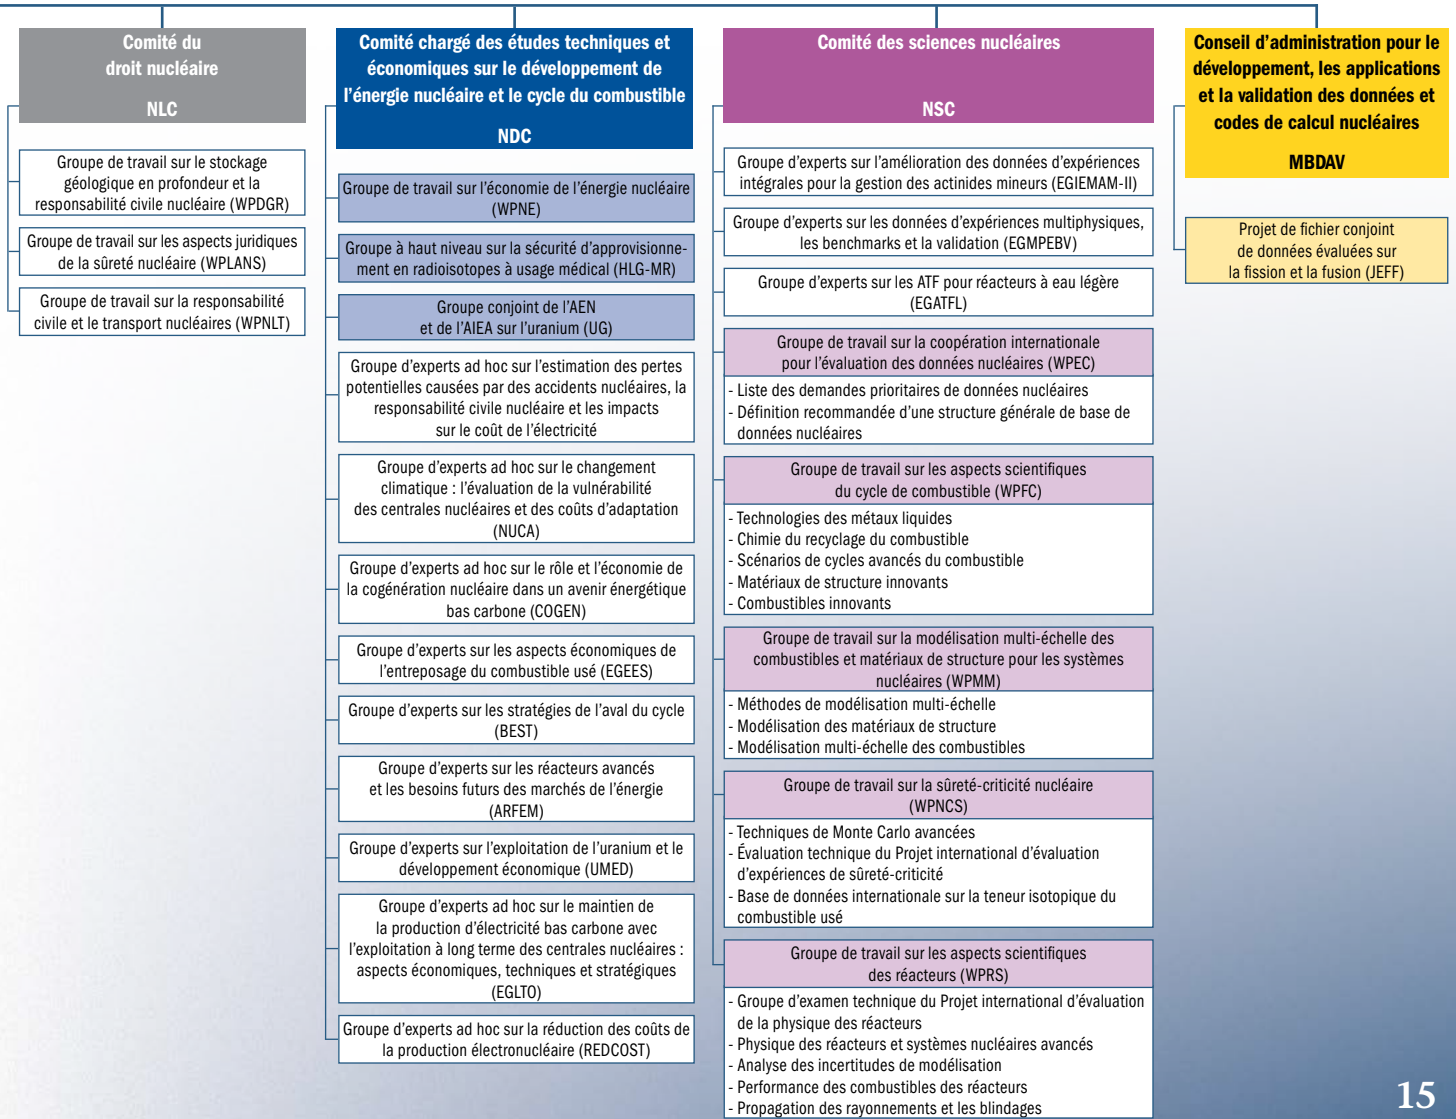 Comité du
droit nucléaire
NLC
Groupe de travail sur le stockage
géologique en profondeur et la
responsabilité civile nucléaire (WPDGR)
Groupe de travail sur les aspects juridiques
de la sûreté nucléaire (WPLANS)
Groupe de travail sur la responsabilité
civile et le transport nucléaires (WPNLT)
Comité chargé des études techniques et
économiques sur le développement de
l'énergie nucléaire et le cycle du combustible
NDC
Groupe de travail sur l'économie de l'énergie nucléaire
(WPNE)
Groupe à haut niveau sur la sécurité d'approvisionne-
ment en radioisotopes à usage médical (HLG-MR)
Groupe conjoint de l'AEN
et de l'AIEA sur l'uranium (UG)
Groupe d'experts ad hoc sur l'estimation des pertes
potentielles causées par des accidents nucléaires, la
responsabilité civile nucléaire et les impacts
sur le coût de l'électricité
Groupe d'experts ad hoc sur le changement
climatique : l'évaluation de la vulnérabilité
des centrales nucléaires et des coûts d'adaptation
(NUCA)
Groupe d'experts ad hoc sur le rôle et l'économie de
la cogénération nucléaire dans un avenir énergétique
bas carbone (COGEN)
Groupe d'experts sur les aspects économiques de
l'entreposage du combustible usé (EGEES)
Groupe d'experts sur les stratégies de l'aval du cycle
(BEST)
Groupe d'experts sur les réacteurs avancés
et les besoins futurs des marchés de l'énergie
(ARFEM)
Groupe d'experts sur l'exploitation de l'uranium et le
développement économique (UMED)
Groupe d'experts ad hoc sur le maintien de
la production d'électricité bas carbone avec
l'exploitation à long terme des centrales nucléaires :
aspects économiques, techniques et stratégiques
(EGLTO)
Groupe d'experts ad hoc sur la réduction des coûts de
la production électronucléaire (REDCOST)
Comité des sciences nucléaires
NSC
Groupe d'experts sur l'amélioration des données d'expériences
intégrales pour la gestion des actinides mineurs (EGIEMAM-II)
Groupe d'experts sur les données d'expériences multiphysiques,
les benchmarks et la validation (EGMPEBV)
Groupe d'experts sur les ATF pour réacteurs à eau légère
(EGATFL)
Groupe de travail sur la coopération internationale
pour l'évaluation des données nucléaires (WPEC)
- Liste des demandes prioritaires de données nucléaires
- Définition recommandée d'une structure générale de base de
données nucléaires
Groupe de travail sur les aspects scientifiques
du cycle de combustible (WPFC)
- Technologies des métaux liquides
- Chimie du recyclage du combustible
- Scénarios de cycles avancés du combustible
- Matériaux de structure innovants
- Combustibles innovants
Groupe de travail sur la modélisation multi-échelle des
combustibles et matériaux de structure pour les systèmes
nucléaires (WPMM)
- Méthodes de modélisation multi-échelle
- Modélisation des matériaux de structure
- Modélisation multi-échelle des combustibles
Groupe de travail sur la sûreté-criticité nucléaire
(WPNCS)
- Techniques de Monte Carlo avancées
- Évaluation technique du Projet international d'évaluation
d'expériences de sûreté-criticité
- Base de données internationale sur la teneur isotopique du
combustible usé
Groupe de travail sur les aspects scientifiques
des réacteurs (WPRS)
- Groupe d'examen technique du Projet international d'évaluation
de la physique des réacteurs
- Physique des réacteurs et systèmes nucléaires avancés
- Analyse des incertitudes de modélisation
- Performance des combustibles des réacteurs
- Propagation des rayonnements et les blindages
Conseil d'administration pour le
développement, les applications
et la validation des données et
codes de calcul nucléaires
MBDAV
Projet de fichier conjoint
de données évaluées sur
la fission et la fusion (JEFF)
15